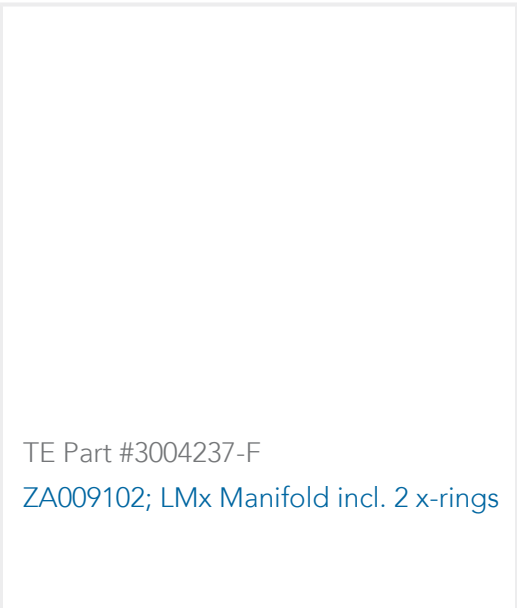 TE Part #3004237-F
ZA009102; LMx Manifold incl. 2 x-rings